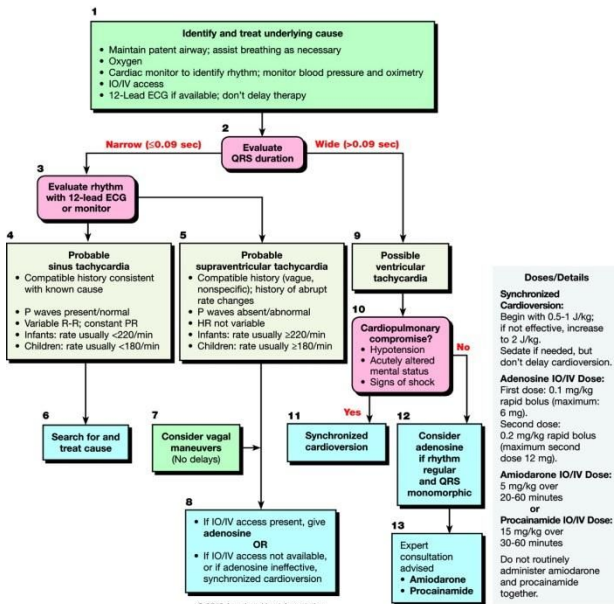 1
Identify and treat underlying cause
• Maintain patent airway; assist breathing as necessary
• Oxygen
• Cardiac monitor to identify rhythm; monitor blood pressure and oximetry
• IO/IV access
• 12-Lead ECG if available; don't delay therapy
Narrow (≤0.09 sec)
2
Evaluate
QRS duration
Wide (>0.09 sec)
3
Evaluate rhythm
with 12-lead ECG
or monitor
4
Probable
sinus tachycardia
• Compatible history consistent
with known cause
• P waves present/normal
• Variable R-R; constant PR
• Infants: rate usually <220/min
• Children: rate usually <180/min
5
Probable
supraventricular tachycardia
• Compatible history (vague,
nonspecific); history of abrupt
rate changes
• P waves absent/abnormal
• HR not variable
• Infants: rate usually ≥220/min
• Children: rate usually ≥180/min
9
Possible
ventricular
tachycardia
10
Cardiopulmonary
compromise?
• Hypotension
• Acutely altered
mental status
• Signs of shock
No
Yes
6
Search for and
treat cause
7
Consider vagal
maneuvers
(No delays)
11
Synchronized
cardioversion
12
Consider
adenosine
if rhythm
regular
and QRS
monomorphic
8
• If IO/IV access present, give
adenosine
OR
• If IO/IV access not available,
or if adenosine ineffective,
synchronized cardioversion
13
Expert
consultation
advised
• Amiodarone
• Procainamide
Doses/Details
Synchronized
Cardioversion:
Begin with 0.5-1 J/kg;
if not effective, increase
to 2 J/kg.
Sedate if needed, but
don't delay cardioversion.
Adenosine IO/IV Dose:
First dose: 0.1 mg/kg
rapid bolus (maximum:
6 mg).
Second dose:
0.2 mg/kg rapid bolus
(maximum second
dose 12 mg).
Amiodarone IO/IV Dose:
5 mg/kg over
20-60 minutes
or
Procainamide IO/IV Dose:
15 mg/kg over
30-60 minutes
Do not routinely
administer amiodarone
and procainamide
together.